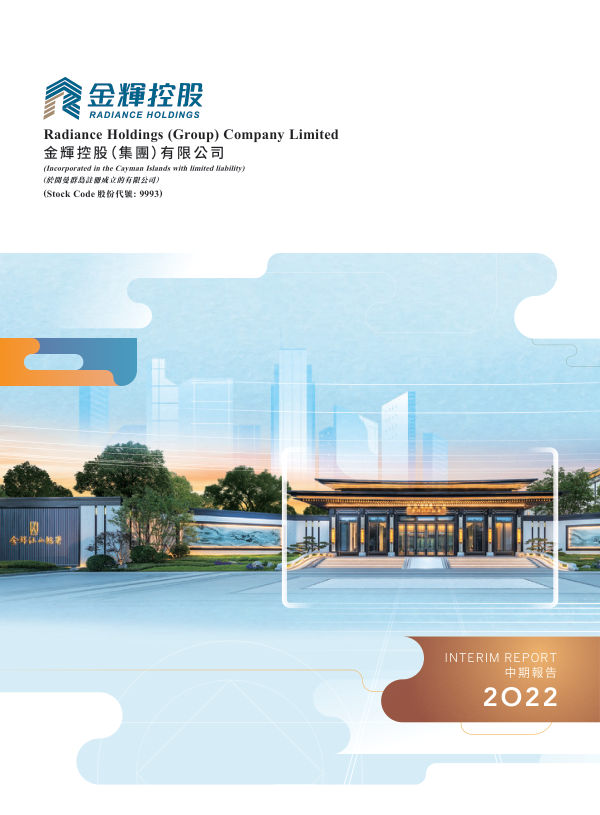 金輝控股
RADIANCE HOLDINGS
Radiance Holdings (Group) Company Limited
金輝控股(集團)有限公司
(Incorporated in the Cayman Islands with limited liability)
(於開曼群島註冊成立的有限公司)
(Stock Code 股份代號: 9993)
INTERIM REPORT
中期報告
2022